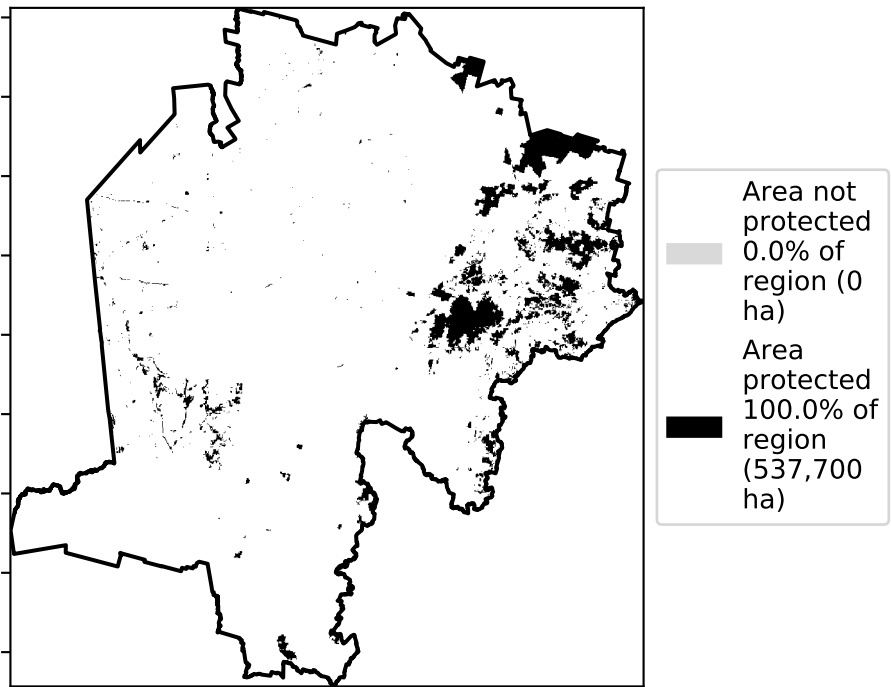 Area not
protected
0.0% of
region (0
ha)
Area
protected
100.0% of
region
(537,700
ha)